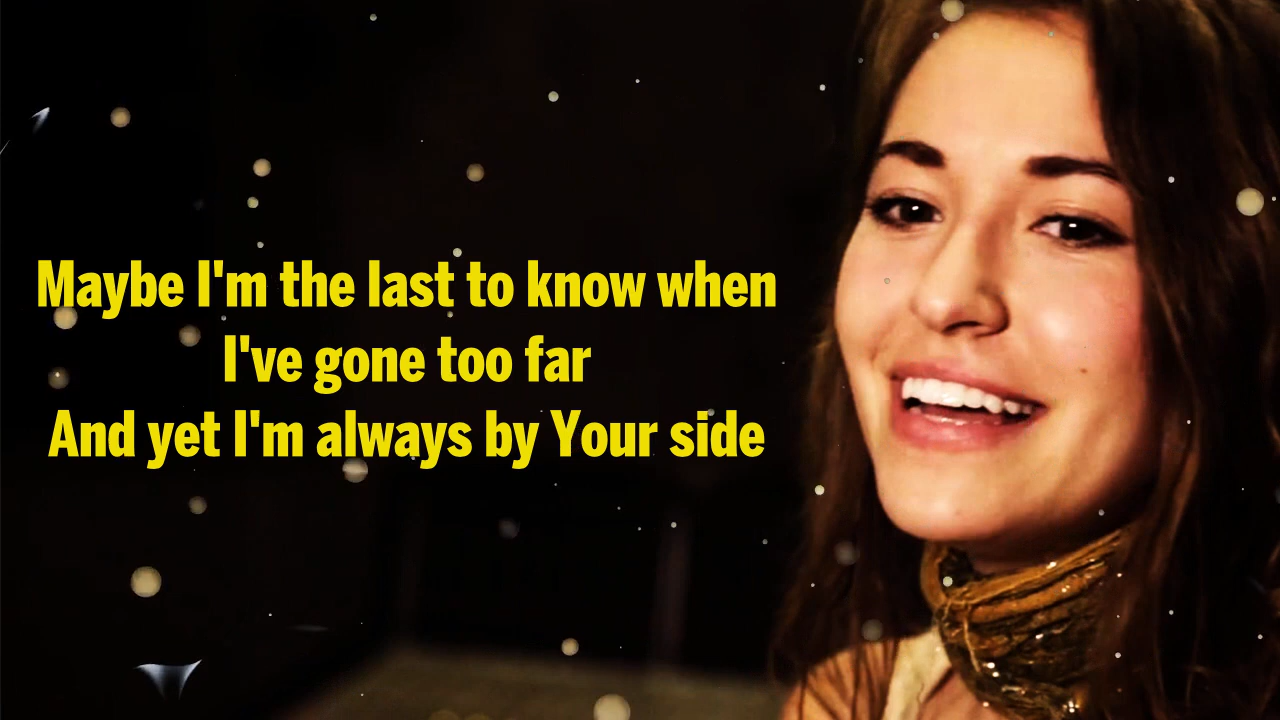 Maybe I'm the last to know when
I've gone too far
And yet I'm always by Your side